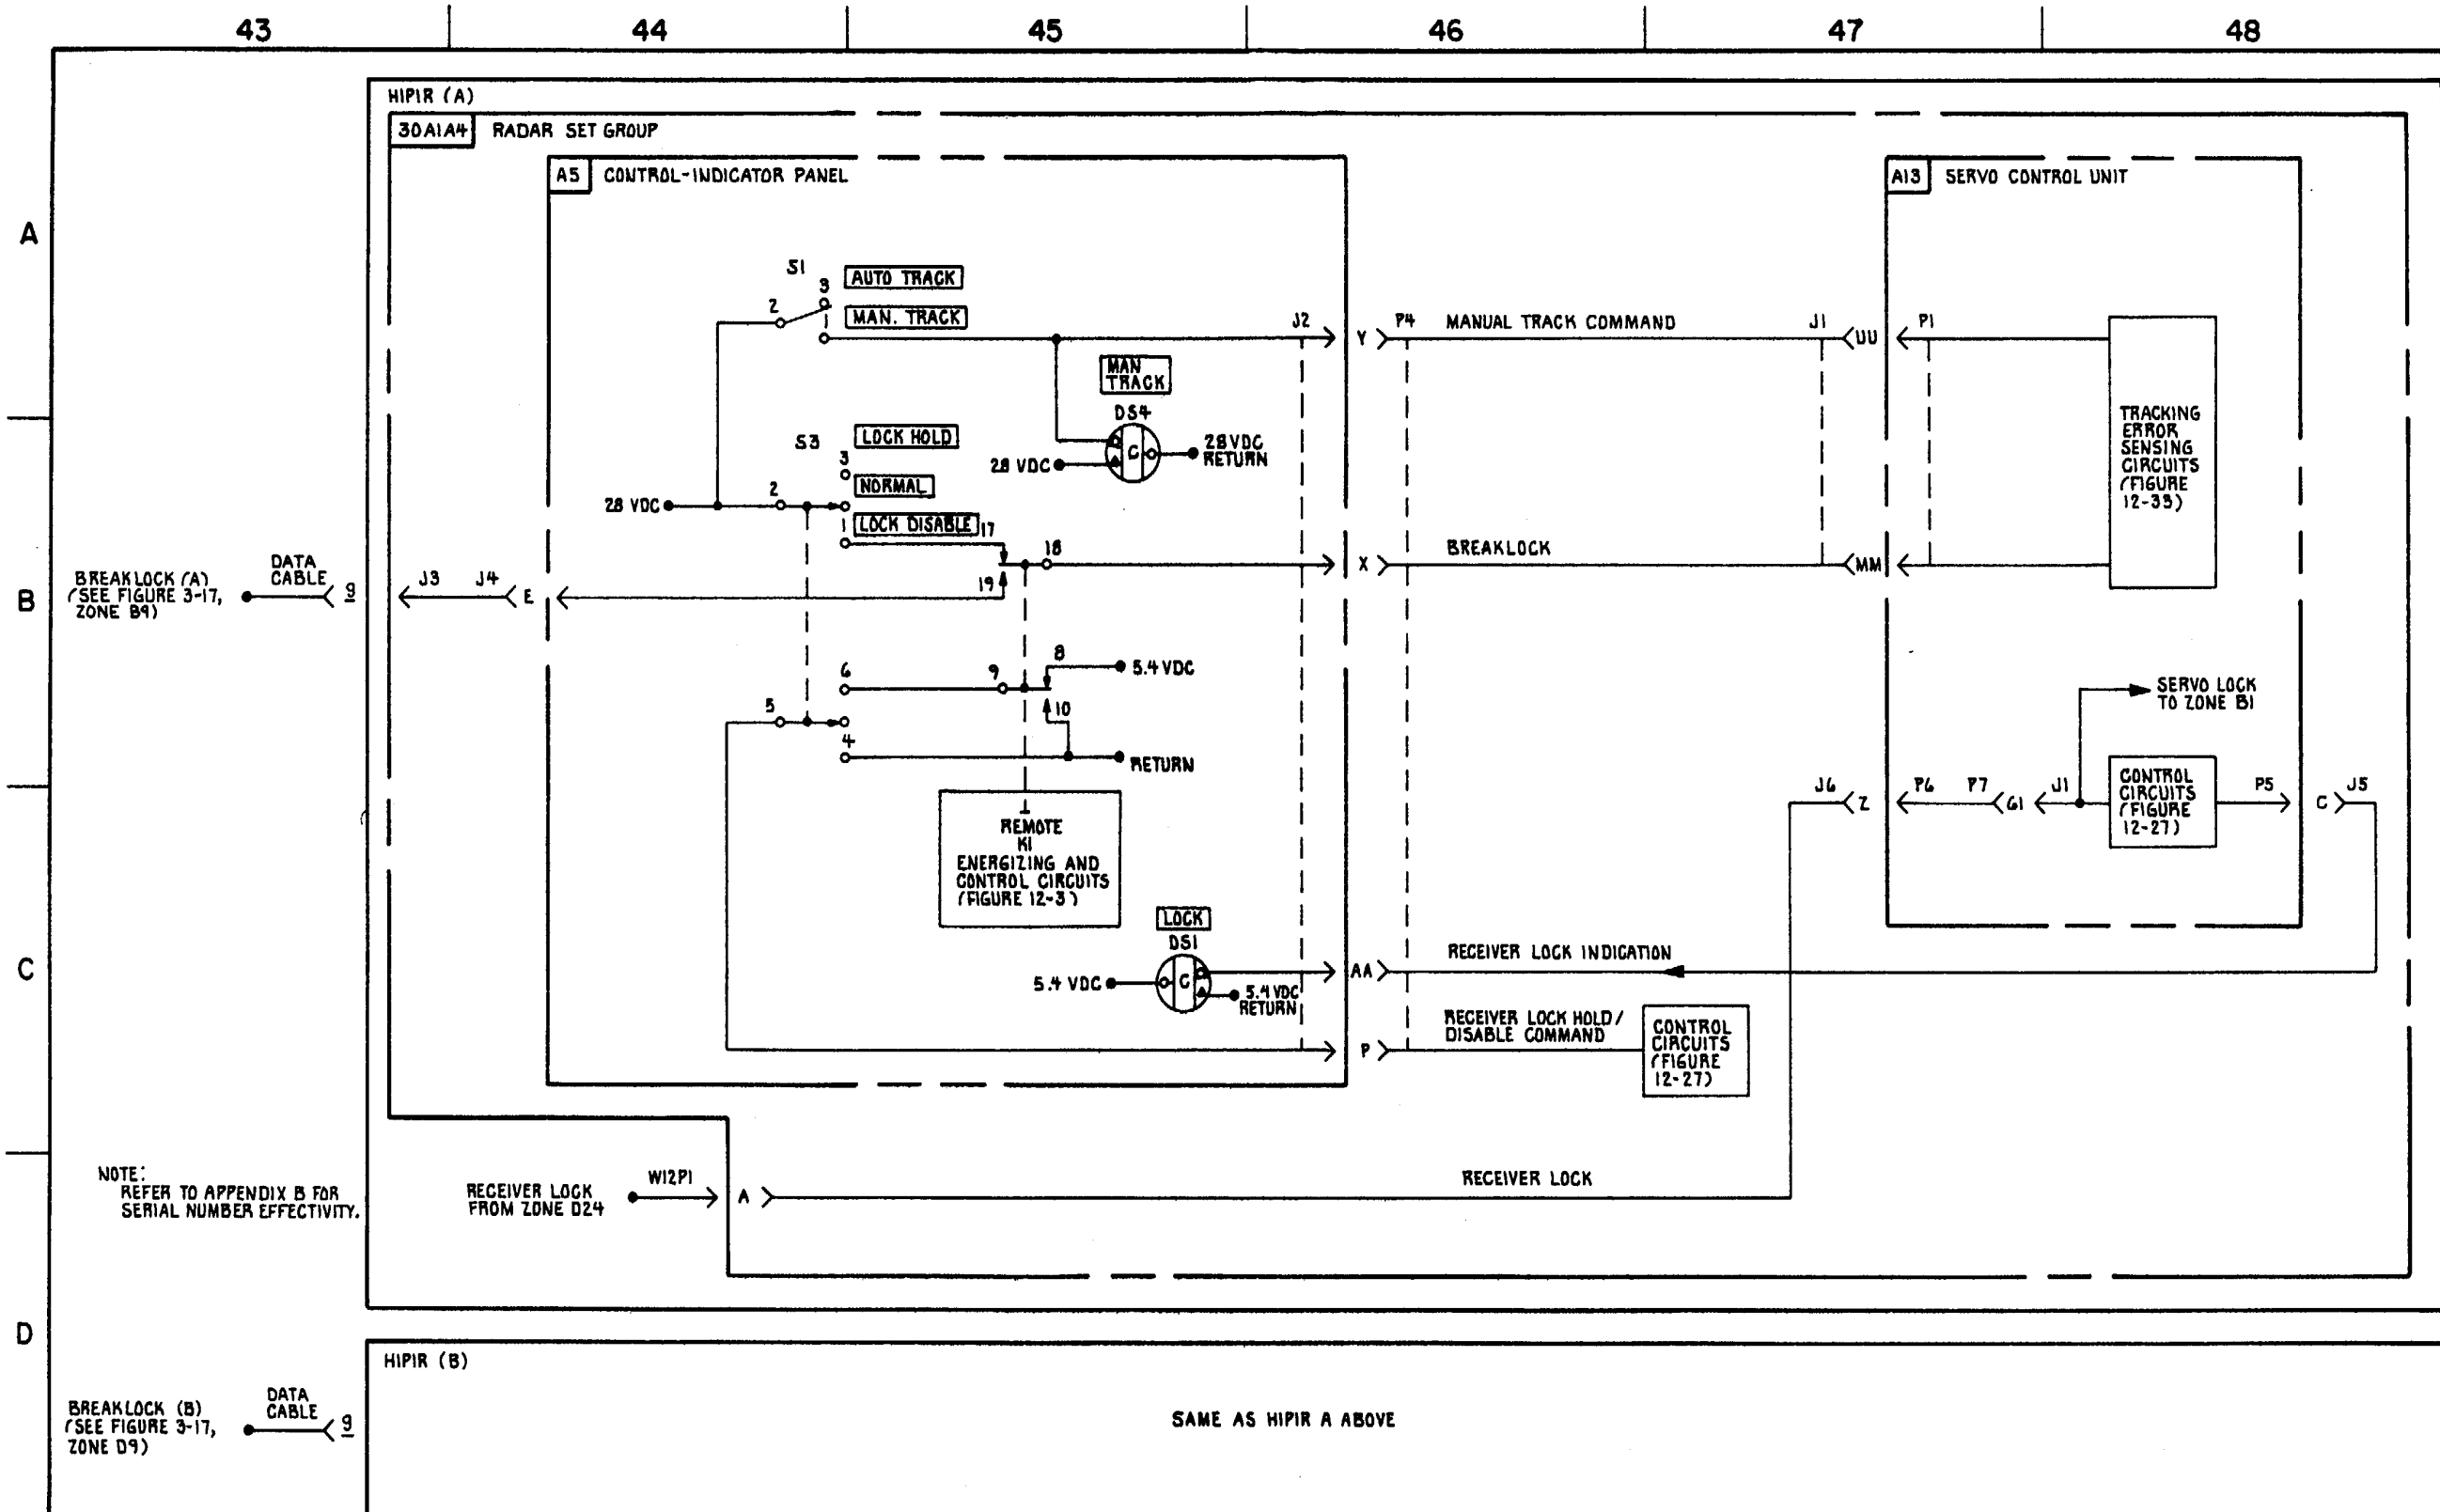 43 44 45 46 47 48
A
B
C
D
HIPIR (A)
30A1A4 RADAR SET GROUP
A5 CONTROL-INDICATOR PANEL
A13 SERVO CONTROL UNIT
S1
3
AUTO TRACK
2
1
MAN. TRACK
J2
Y
P4
MANUAL TRACK COMMAND
J1
UU
P1
MAN
TRACK
DS4
C
28 VDC
28 VDC
RETURN
TRACKING
ERROR
SENSING
CIRCUITS
(FIGURE
12-33)
S3
LOCK HOLD
3
NORMAL
28 VDC
2
1
LOCK DISABLE
17
18
19
X
BREAKLOCK
MM
BREAKLOCK (A)
(SEE FIGURE 3-17,
ZONE B9)
DATA
CABLE
9
J3
J4
E
6
9
8
5.4 VDC
10
5
4
RETURN
REMOTE
K1
ENERGIZING AND
CONTROL CIRCUITS
(FIGURE 12-3)
SERVO LOCK
TO ZONE B1
J6
Z
P6
P7
G1
J1
CONTROL
CIRCUITS
(FIGURE
12-27)
P5
C
J5
LOCK
DS1
C
5.4 VDC
5.4 VDC
RETURN
AA
RECEIVER LOCK INDICATION
P
RECEIVER LOCK HOLD/
DISABLE COMMAND
CONTROL
CIRCUITS
(FIGURE
12-27)
NOTE:
REFER TO APPENDIX B FOR
SERIAL NUMBER EFFECTIVITY.
RECEIVER LOCK
FROM ZONE D24
W12P1
A
RECEIVER LOCK
HIPIR (B)
BREAKLOCK (B)
(SEE FIGURE 3-17,
ZONE D9)
DATA
CABLE
9
SAME AS HIPIR A ABOVE